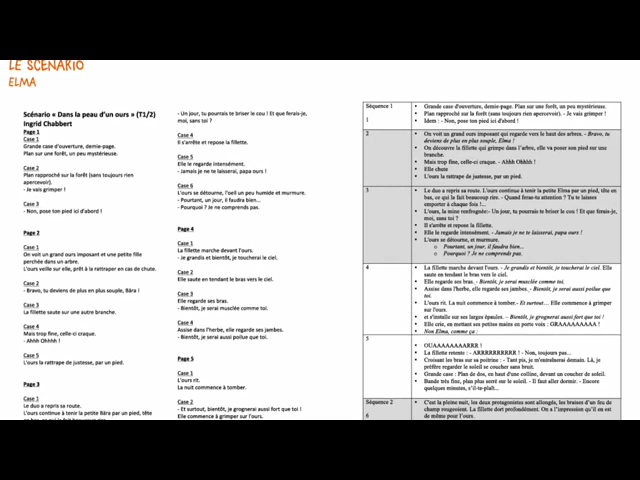 LE SCENARIO
ELMA
Scénario « Dans la peau d'un ours » (T1/2)
Ingrid Chabbert
Page 1
Case 1
Grande case d'ouverture, demie-page.
Plan sur une forêt, un peu mystérieuse.
Case 2
Plan rapproché sur la forêt (sans toujours rien
apercevoir).
- Je vais grimper !
Case 3
- Non, pose ton pied ici d'abord !
Page 2
Case 1
On voit un grand ours imposant et une petite fille
perchée dans un arbre.
L'ours veille sur elle, prêt à la rattraper en cas de chute.
Case 2
- Bravo, tu deviens de plus en plus souple, Bära !
Case 3
La fillette saute sur une autre branche.
Case 4
Mais trop fine, celle-ci craque.
- Ahhh Ohhhh !
Case 5
L'ours la rattrape de justesse, par un pied.
Page 3
Case 1
Le duo a repris sa route.
L'ours continue à tenir la petite Bära par un pied, tête
- Un jour, tu pourrais te briser le cou ! Et que ferais-je,
moi, sans toi ?
Case 4
Il s'arrête et repose la fillette.
Case 5
Elle le regarde intensément.
- Jamais je ne te laisserai, papa ours !
Case 6
L'ours se détourne, l'oeil un peu humide et murmure.
- Pourtant, un jour, il faudra bien...
- Pourquoi ? Je ne comprends pas.
Page 4
Case 1
La fillette marche devant l'ours.
- Je grandis et bientôt, je toucherai le ciel.
Case 2
Elle saute en tendant le bras vers le ciel.
Case 3
Elle regarde ses bras.
- Bientôt, je serai musclée comme toi.
Case 4
Assise dans l'herbe, elle regarde ses jambes.
- Bientôt, je serai aussi poilue que toi.
Page 5
Case 1
L'ours rit.
La nuit commence à tomber.
Case 2
- Et surtout, bientôt, je grognerai aussi fort que toi !
Elle commence à grimper sur l'ours.
Séquence 1
1
• Grande case d'ouverture, demie-page. Plan sur une forêt, un peu mystérieuse.
• Plan rapproché sur la forêt (sans toujours rien apercevoir). - Je vais grimper !
• Idem : - Non, pose ton pied ici d'abord !
2
• On voit un grand ours imposant qui regarde vers le haut des arbres. - Bravo, tu
deviens de plus en plus souple, Elma !
• On découvre la fillette qui grimpe dans l'arbre, elle va poser son pied sur une
branche.
• Mais trop fine, celle-ci craque. - Ahhh Ohhhh !
• Elle chute
• L'ours la rattrape de justesse, par un pied.
3
• Le duo a repris sa route. L'ours continue à tenir la petite Elma par un pied, tête en
bas, ce qui la fait beaucoup rire. - Quand feras-tu attention ? Tu te laisses
emporter à chaque fois !...
• L'ours, la mine renfrognée:- Un jour, tu pourrais te briser le cou ! Et que ferais-je,
moi, sans toi ?
• Il s'arrête et repose la fillette.
• Elle le regarde intensément. - Jamais je ne te laisserai, papa ours !
• L'ours se détourne, et murmure.
o Pourtant, un jour, il faudra bien...
o Pourquoi ? Je ne comprends pas.
4
• La fillette marche devant l'ours. - Je grandis et bientôt, je toucherai le ciel. Elle
saute en tendant le bras vers le ciel.
• Elle regarde ses bras. - Bientôt, je serai musclée comme toi.
• Assise dans l'herbe, elle regarde ses jambes. - Bientôt, je serai aussi poilue que
toi.
• L'ours rit. La nuit commence à tomber.- Et surtout… Elle commence à grimper
sur l'ours.
• et s'installe sur ses larges épaules. – Bientôt, je grognerai aussi fort que toi !
• Elle crie, en mettant ses petites mains en porte voix : GRAAAAAAAAA !
• Non Elma, comme ça :
5
• OUAAAAAAAARRR !
• La fillette retente : - ARRRRRRRRRR ! - Non, toujours pas...
• Croisant les bras sur sa poitrine : - Tant pis, je m'entraînerai demain. Là, je
préfère regarder le soleil se coucher sans bruit.
• Grande case : Plan de dos, en haut d'une colline, devant un coucher de soleil.
• Bande très fine, plan plus serré sur le soleil. - Il faut aller dormir. - Encore
quelques minutes, s'il-te-plaît...
Séquence 2
6
• C'est la pleine nuit, les deux protagonistes sont allongés, les braises d'un feu de
champ rougeoient. La fillette dort profondément. On a l'impression qu'il en est
de même pour l'ours.